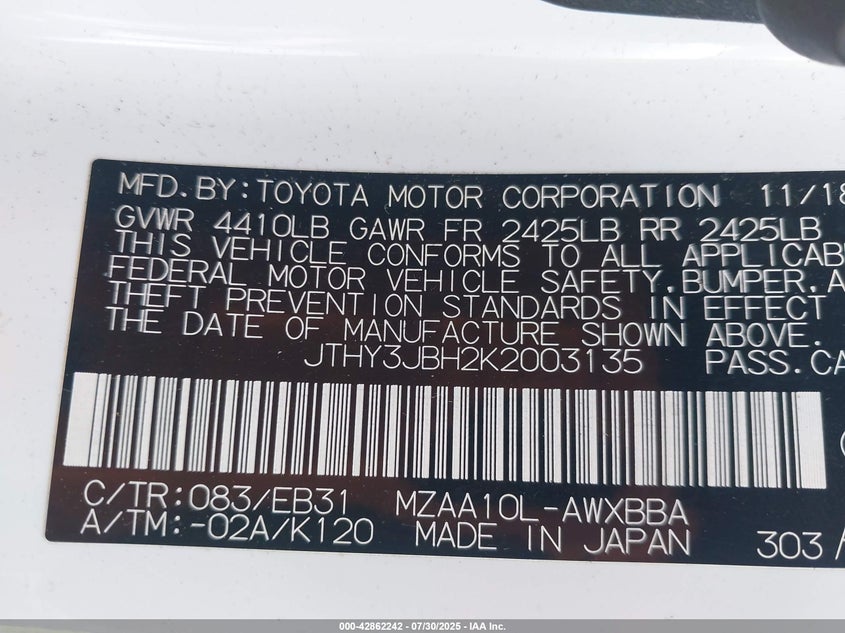 MFD.BY:TOYOTA MOTOR CORPORATION 11/18
GVWR 4410LB GAWR FR 2425LB RR 2425LB
THIS VEHICLE CONFORMS TO ALL APPLICAB
FEDERAL MOTOR VEHICLE SAFETY,BUMPER,A
THEFT PREVENTION STANDARDS IN EFFECT
THE DATE OF MANUFACTURE SHOWN ABOVE.
JTHY3JBH2K2003135 PASS.CA
C/TR:083/EB31 MZAA10L-AWXBBA
A/TM:-02A/K120 MADE IN JAPAN 303
000-42862242 / 07/30/2025 - IAA Inc.